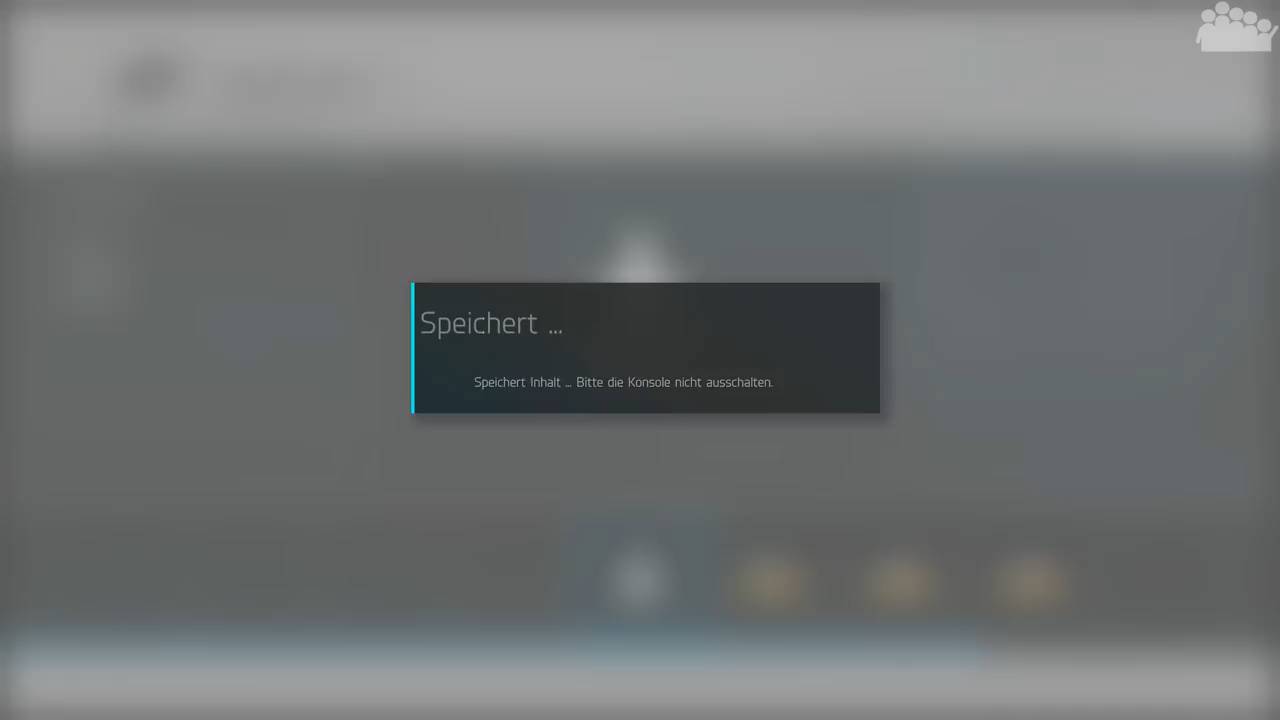 Speichert ...
Speichert Inhalt ... Bitte die Konsole nicht ausschalten.